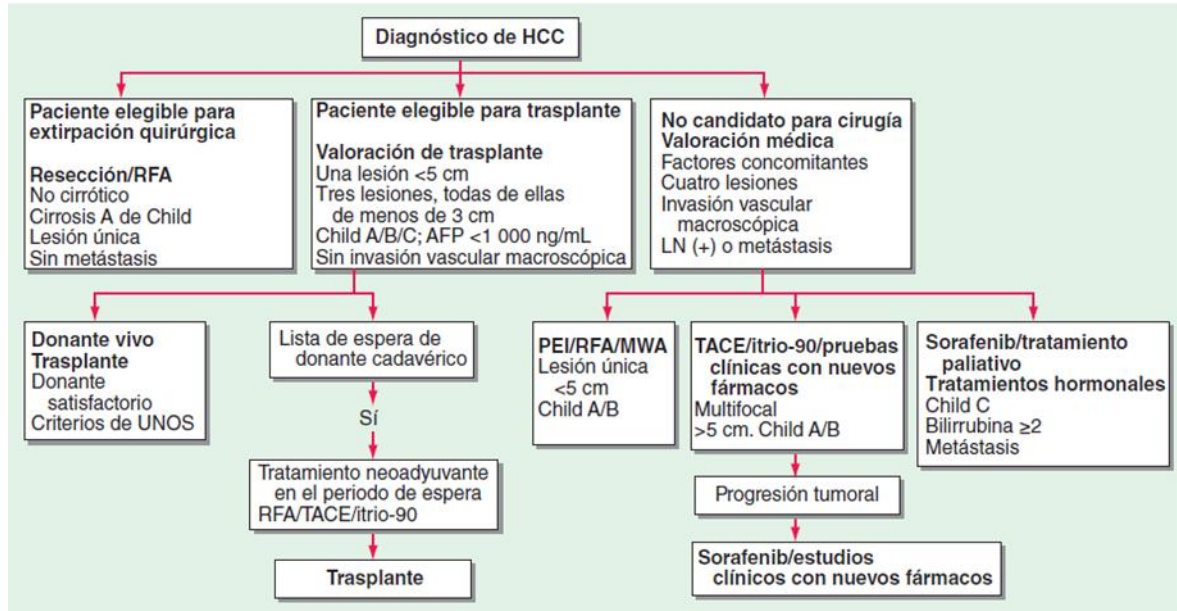 Diagnóstico de HCC
Paciente elegible para
extirpación quirúrgica
Resección/RFA
No cirrótico
Cirrosis A de Child
Lesión única
Sin metástasis
Paciente elegible para trasplante
Valoración de trasplante
Una lesión <5 cm
Tres lesiones, todas de ellas
de menos de 3 cm
Child A/B/C; AFP <1 000 ng/mL
Sin invasión vascular macroscópica
No candidato para cirugía
Valoración médica
Factores concomitantes
Cuatro lesiones
Invasión vascular
macroscópica
LN (+) o metástasis
Donante vivo
Trasplante
Donante
satisfactorio
Criterios de UNOS
Lista de espera de
donante cadavérico
Sí
Tratamiento neoadyuvante
en el periodo de espera
RFA/TACE/itrio-90
Trasplante
PEI/RFA/MWA
Lesión única
<5 cm
Child A/B
TACE/itrio-90/pruebas
clínicas con nuevos
fármacos
Multifocal
>5 cm. Child A/B
Progresión tumoral
Sorafenib/estudios
clínicos con nuevos fármacos
Sorafenib/tratamiento
paliativo
Tratamientos hormonales
Child C
Bilirrubina ≥2
Metástasis